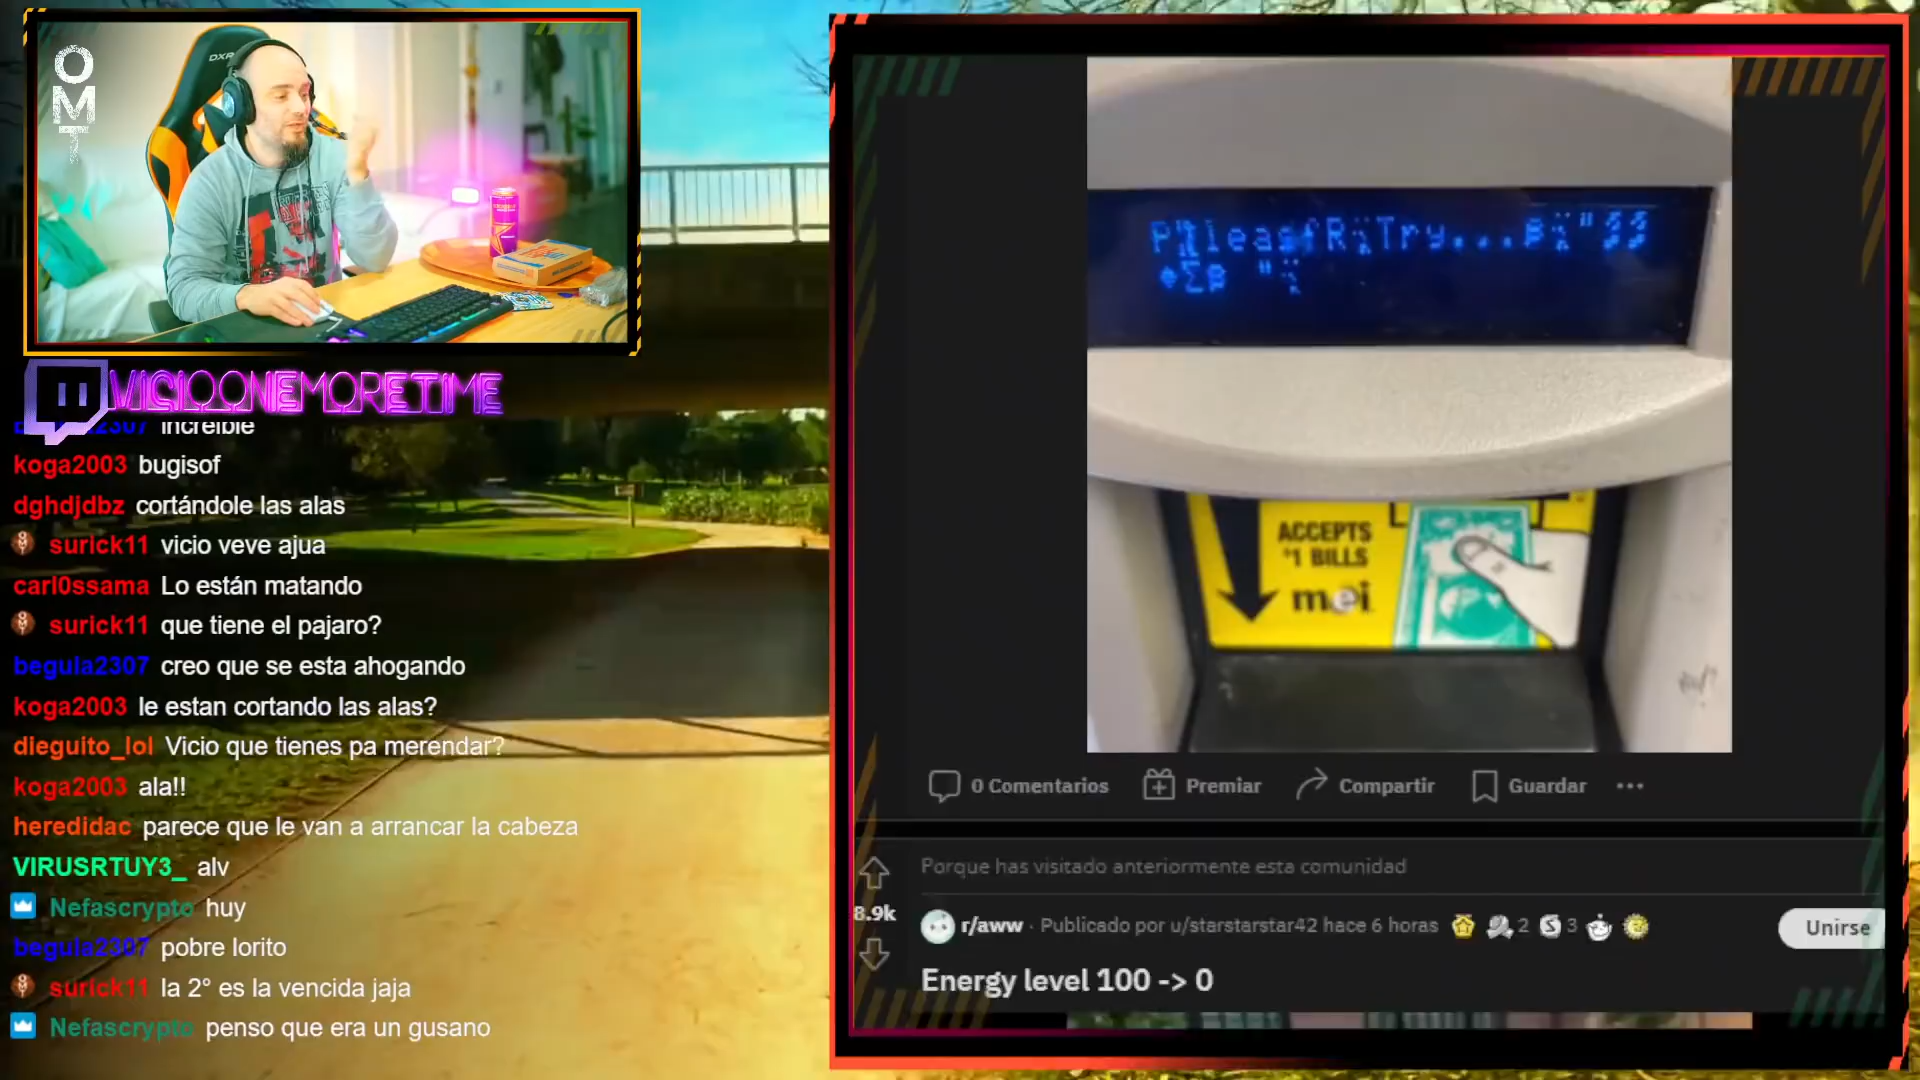 OMT
DXR
VICIOONEMORETIME
increible
koga2003 bugisof
dghdjdbz cortándole las alas
surick11 vicio veve ajua
carl0ssama Lo están matando
surick11 que tiene el pajaro?
begula2307 creo que se esta ahogando
koga2003 le estan cortando las alas?
dieguito_lol Vicio que tienes pa merendar?
koga2003 ala!!
heredidac parece que le van a arrancar la cabeza
VIRUSRTUY3_ alv
Nefascrypto huy
begula2307 pobre lorito
surick11 la 2° es la vencida jaja
Nefascrypto penso que era un gusano
Try...
ACCEPTS
$1 BILLS
mei
0 Comentarios Premiar Compartir Guardar
Porque has visitado anteriormente esta comunidad
8.9k
r/aww · Publicado por u/starstarstar42 hace 6 horas 2 3 Unirse
Energy level 100 -> 0